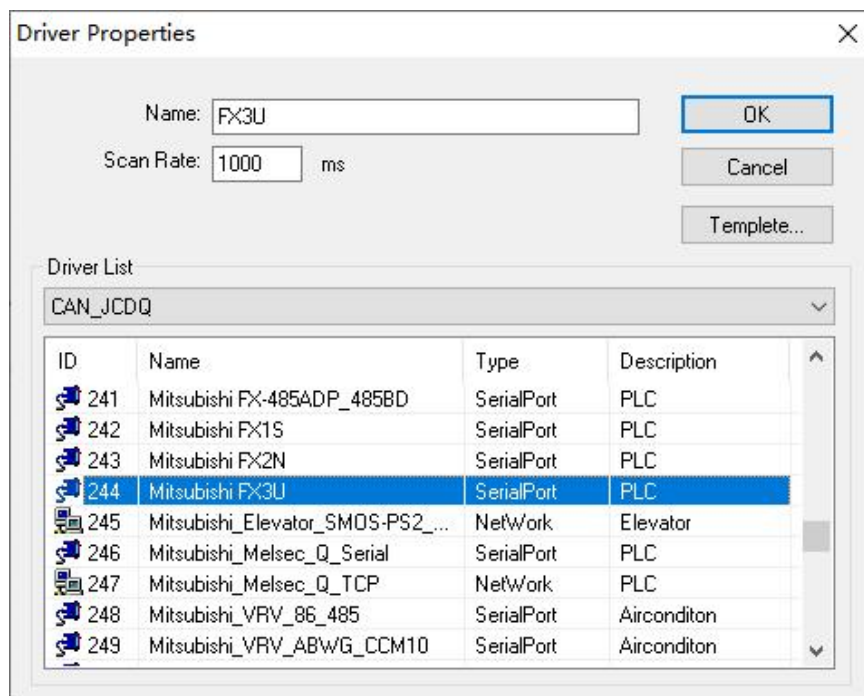 Driver Properties
Name: FX3U OK
Scan Rate: 1000 ms Cancel
Templete...
Driver List
CAN_JCDQ
ID Name Type Description
241 Mitsubishi FX-485ADP_485BD SerialPort PLC
242 Mitsubishi FX1S SerialPort PLC
243 Mitsubishi FX2N SerialPort PLC
244 Mitsubishi FX3U SerialPort PLC
245 Mitsubishi_Elevator_SMOS-PS2_... NetWork Elevator
246 Mitsubishi_Melsec_Q_Serial SerialPort PLC
247 Mitsubishi_Melsec_Q_TCP NetWork PLC
248 Mitsubishi_VRV_86_485 SerialPort Airconditon
249 Mitsubishi_VRV_ABWG_CCM10 SerialPort Airconditon